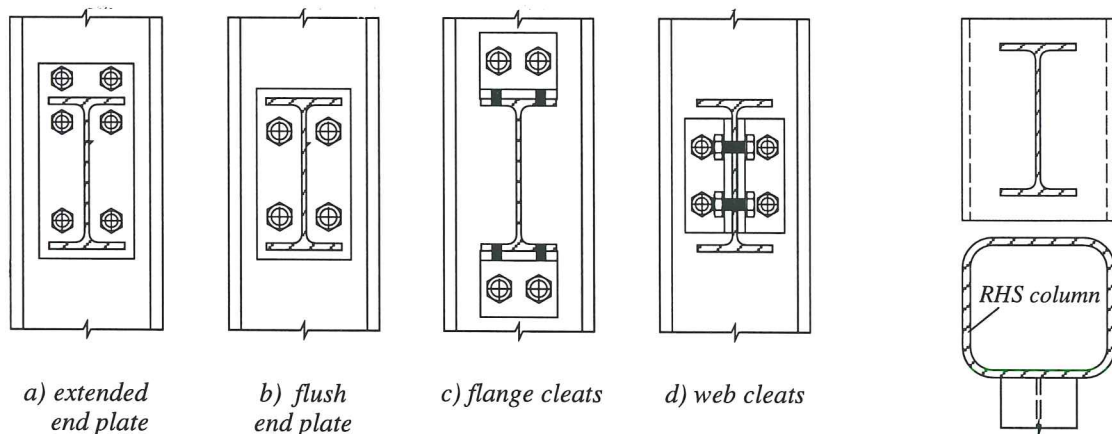 a) extended
end plate
b) flush
end plate
c) flange cleats
d) web cleats
RHS column